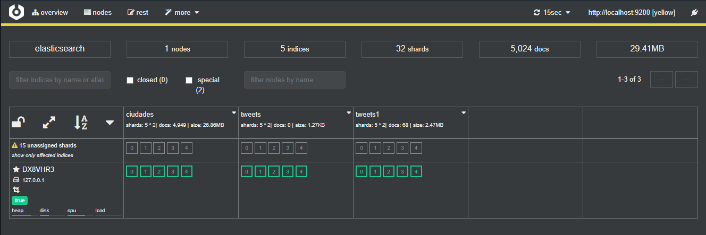 overview nodes rest more 15sec http://localhost:9200 [yellow]
elasticsearch 1 nodes 5 indices 32 shards 5,024 docs 29.41MB
filter indices by name or alias closed (0) special (2) filter nodes by name 1-3 of 3
ciudades tweets tweets1
shards: 5 * 2| docs: 4.949 | size: 26.86MB shards: 5 * 2| docs: 0 | size: 1.27KB shards: 5 * 2| docs: 68 | size: 2.47MB
15 unassigned shards
show only affected indices
0 1 2 3 4 0 1 2 3 4 0 1 2 3 4
DX8VHR3
127.0.0.1
0 1 2 3 4 0 1 2 3 4 0 1 2 3 4
true
heap disk cpu load